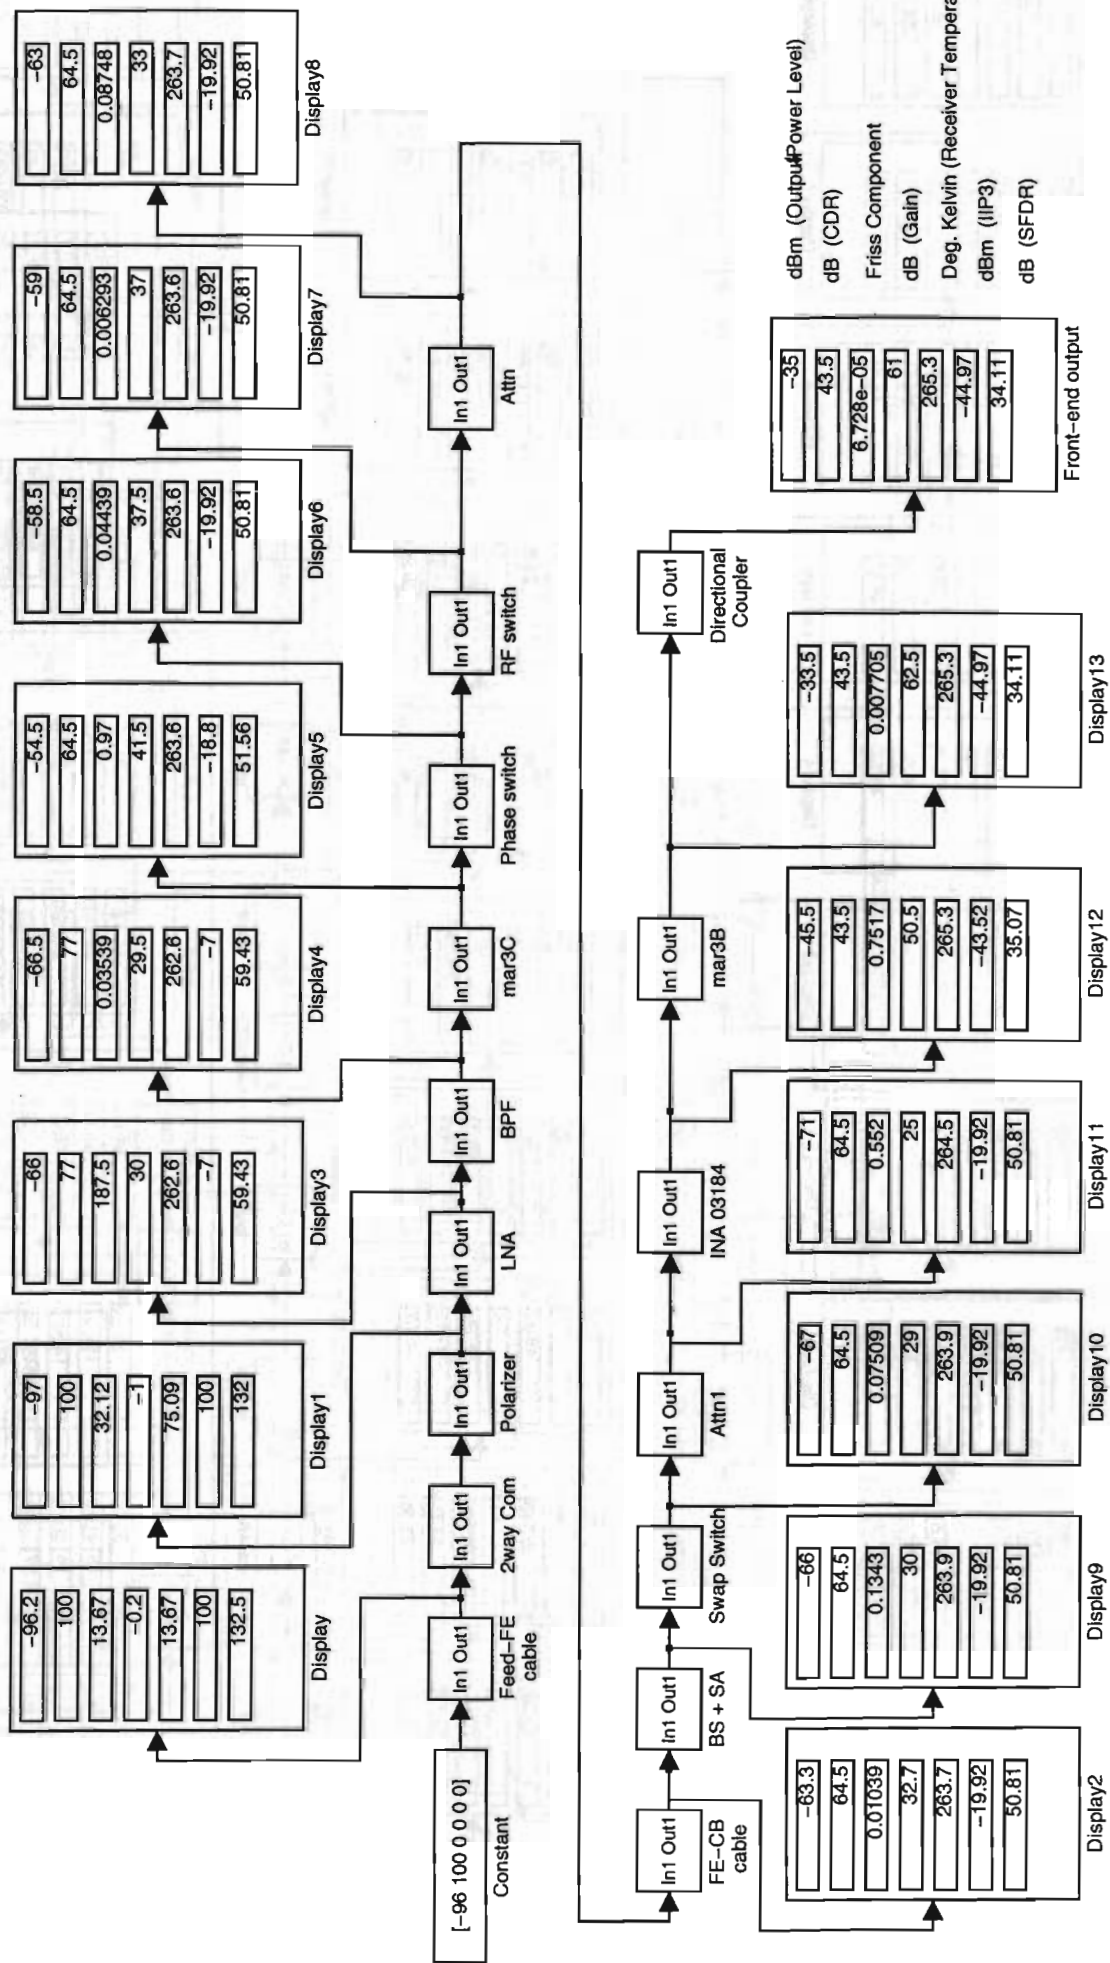 -96.2
100
13.67
-0.2
13.67
100
132.5
Display
-97
100
32.12
-1
75.09
100
132
Display1
-66
77
187.5
30
262.6
-7
59.43
Display3
-66.5
77
0.03539
29.5
262.6
-7
59.43
Display4
-54.5
64.5
0.97
41.5
263.6
-18.8
51.56
Display5
-58.5
64.5
0.04439
37.5
263.6
-19.92
50.81
Display6
-59
64.5
0.006293
37
263.6
-19.92
50.81
Display7
-63
64.5
0.08748
33
263.7
-19.92
50.81
Display8
[-96 100 0 0 0 0 0]
Constant
In1 Out1
Feed-FE
cable
In1 Out1
2way Com
In1 Out1
Polarizer
In1 Out1
LNA
In1 Out1
BPF
In1 Out1
mar3C
In1 Out1
Phase switch
In1 Out1
RF switch
In1 Out1
Attn
In1 Out1
FE-CB
cable
In1 Out1
BS + SA
In1 Out1
Swap Switch
In1 Out1
Attn1
In1 Out1
INA 03184
In1 Out1
mar3B
In1 Out1
Directional
Coupler
-63.3
64.5
0.01039
32.7
263.7
-19.92
50.81
Display2
-66
64.5
0.1343
30
263.9
-19.92
50.81
Display9
-67
64.5
0.07509
29
263.9
-19.92
50.81
Display10
-71
64.5
0.552
25
264.5
-19.92
50.81
Display11
-45.5
43.5
0.7517
50.5
265.3
-43.52
35.07
Display12
-33.5
43.5
0.007705
62.5
265.3
-44.97
34.11
Display13
-35
43.5
6.728e-05
61
265.3
-44.97
34.11
Front-end output
dBm (Output Power Level)
dB (CDR)
Friss Component
dB (Gain)
Deg. Kelvin (Receiver Tempera
dBm (IIP3)
dB (SFDR)